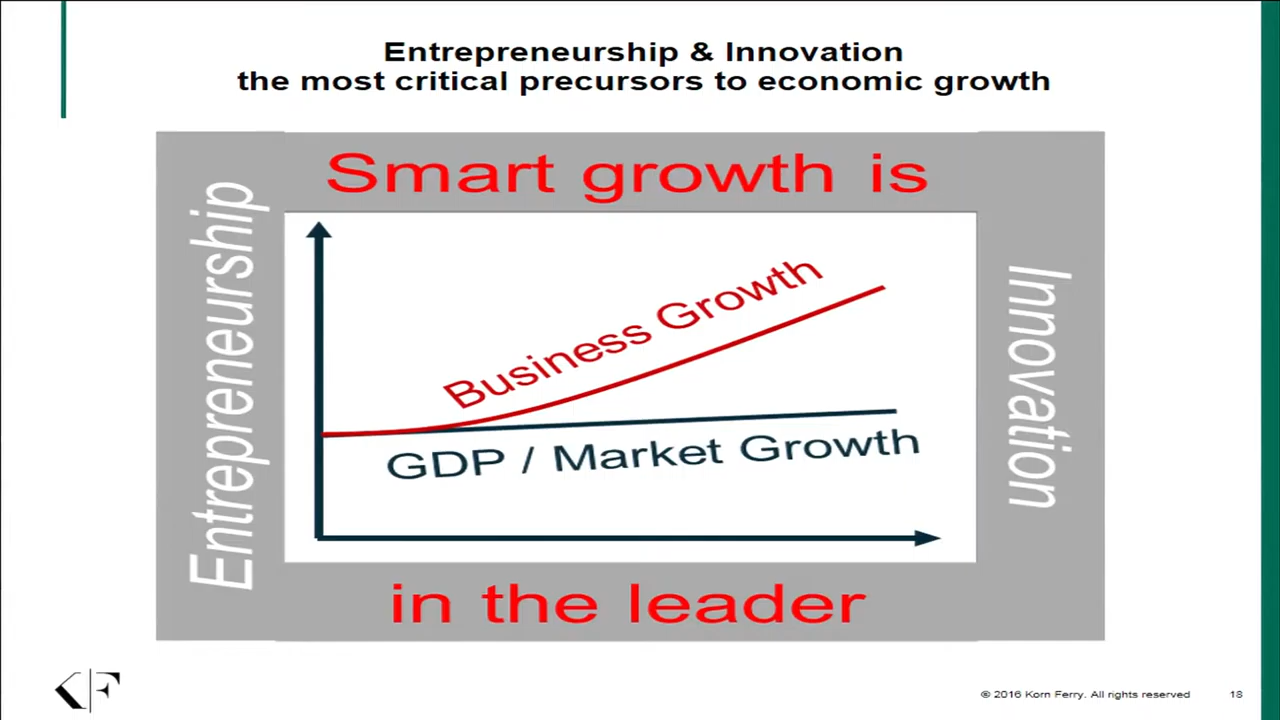 Entrepreneurship & Innovation
the most critical precursors to economic growth
Smart growth is
Entrepreneurship
Business Growth
GDP / Market Growth
Innovation
in the leader
KF
© 2016 Korn Ferry. All rights reserved
18